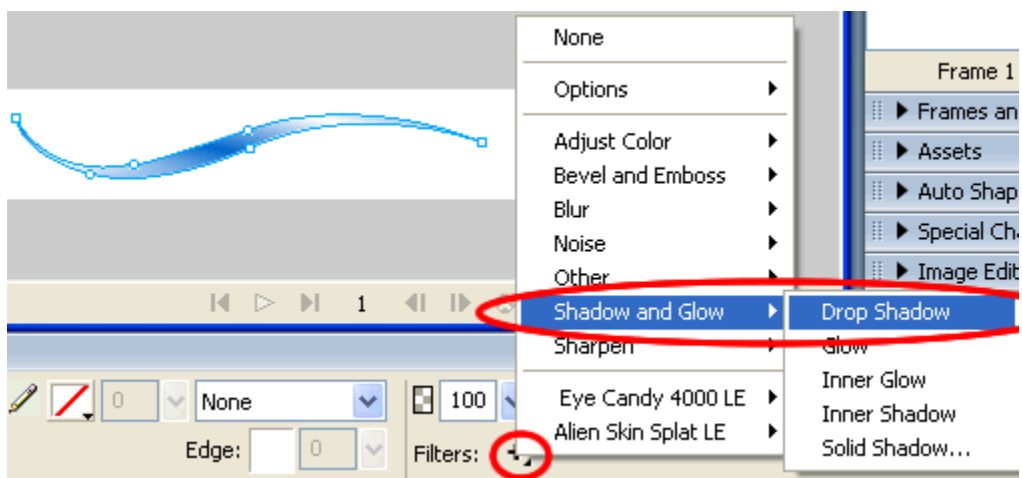 None
Options
Adjust Color
Bevel and Emboss
Blur
Noise
Other
Shadow and Glow
Sharpen
Eye Candy 4000 LE
Alien Skin Splat LE
Drop Shadow
Glow
Inner Glow
Inner Shadow
Solid Shadow...
Frame 1
Frames an
Assets
Auto Shap
Special Cha
Image Edit
1
0 None 100
Edge: 0 Filters: